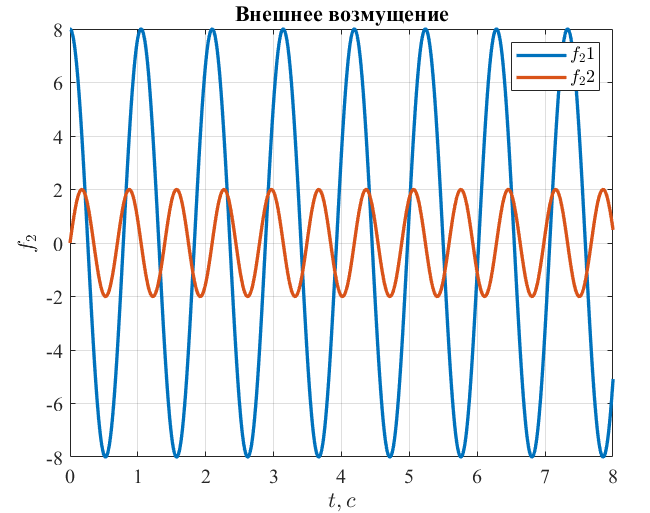 Внешнее возмущение
f₂1
f₂2
8
6
4
2
0
-2
-4
-6
-8
f₂
0 1 2 3 4 5 6 7 8
t, c